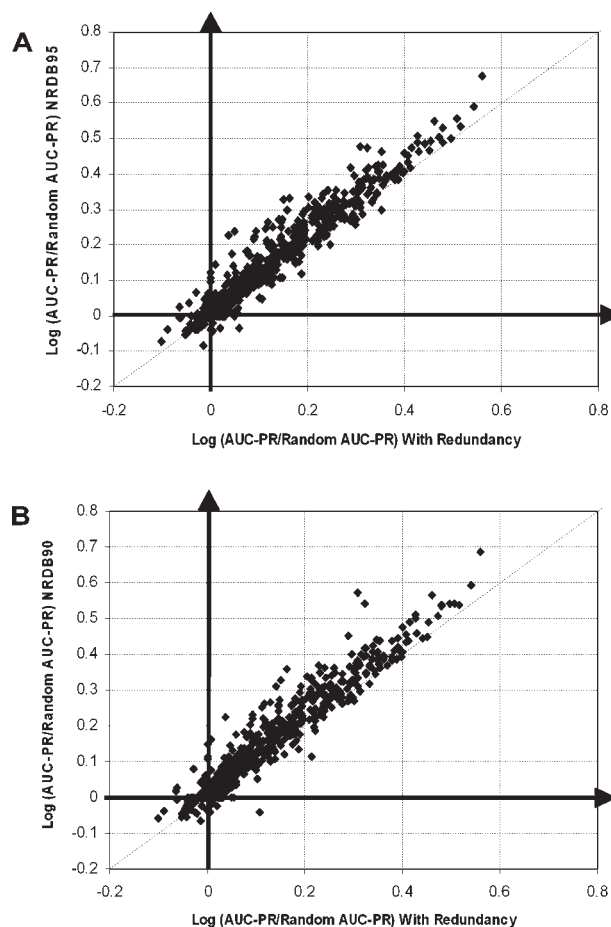 A
Log (AUC-PR/Random AUC-PR) NRDB95
0.8
0.7
0.6
0.5
0.4
0.3
0.2
0.1
0
-0.1
-0.2
-0.2 0 0.2 0.4 0.6 0.8
Log (AUC-PR/Random AUC-PR) With Redundancy
B
Log (AUC-PR/Random AUC-PR) NRDB90
0.8
0.7
0.6
0.5
0.4
0.3
0.2
0.1
0
-0.1
-0.2
-0.2 0 0.2 0.4 0.6 0.8
Log (AUC-PR/Random AUC-PR) With Redundancy